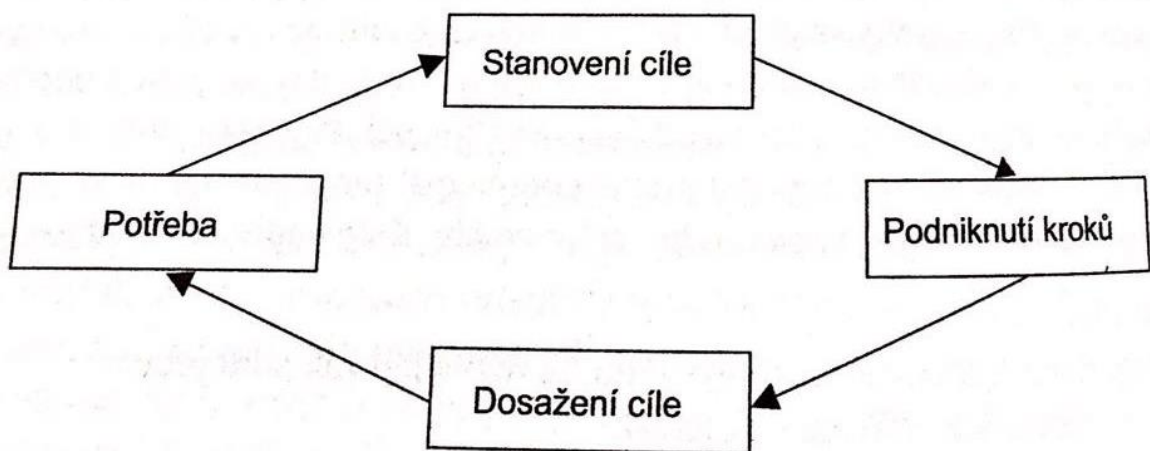 Stanovení cíle
Potřeba
Podniknutí kroků
Dosažení cíle